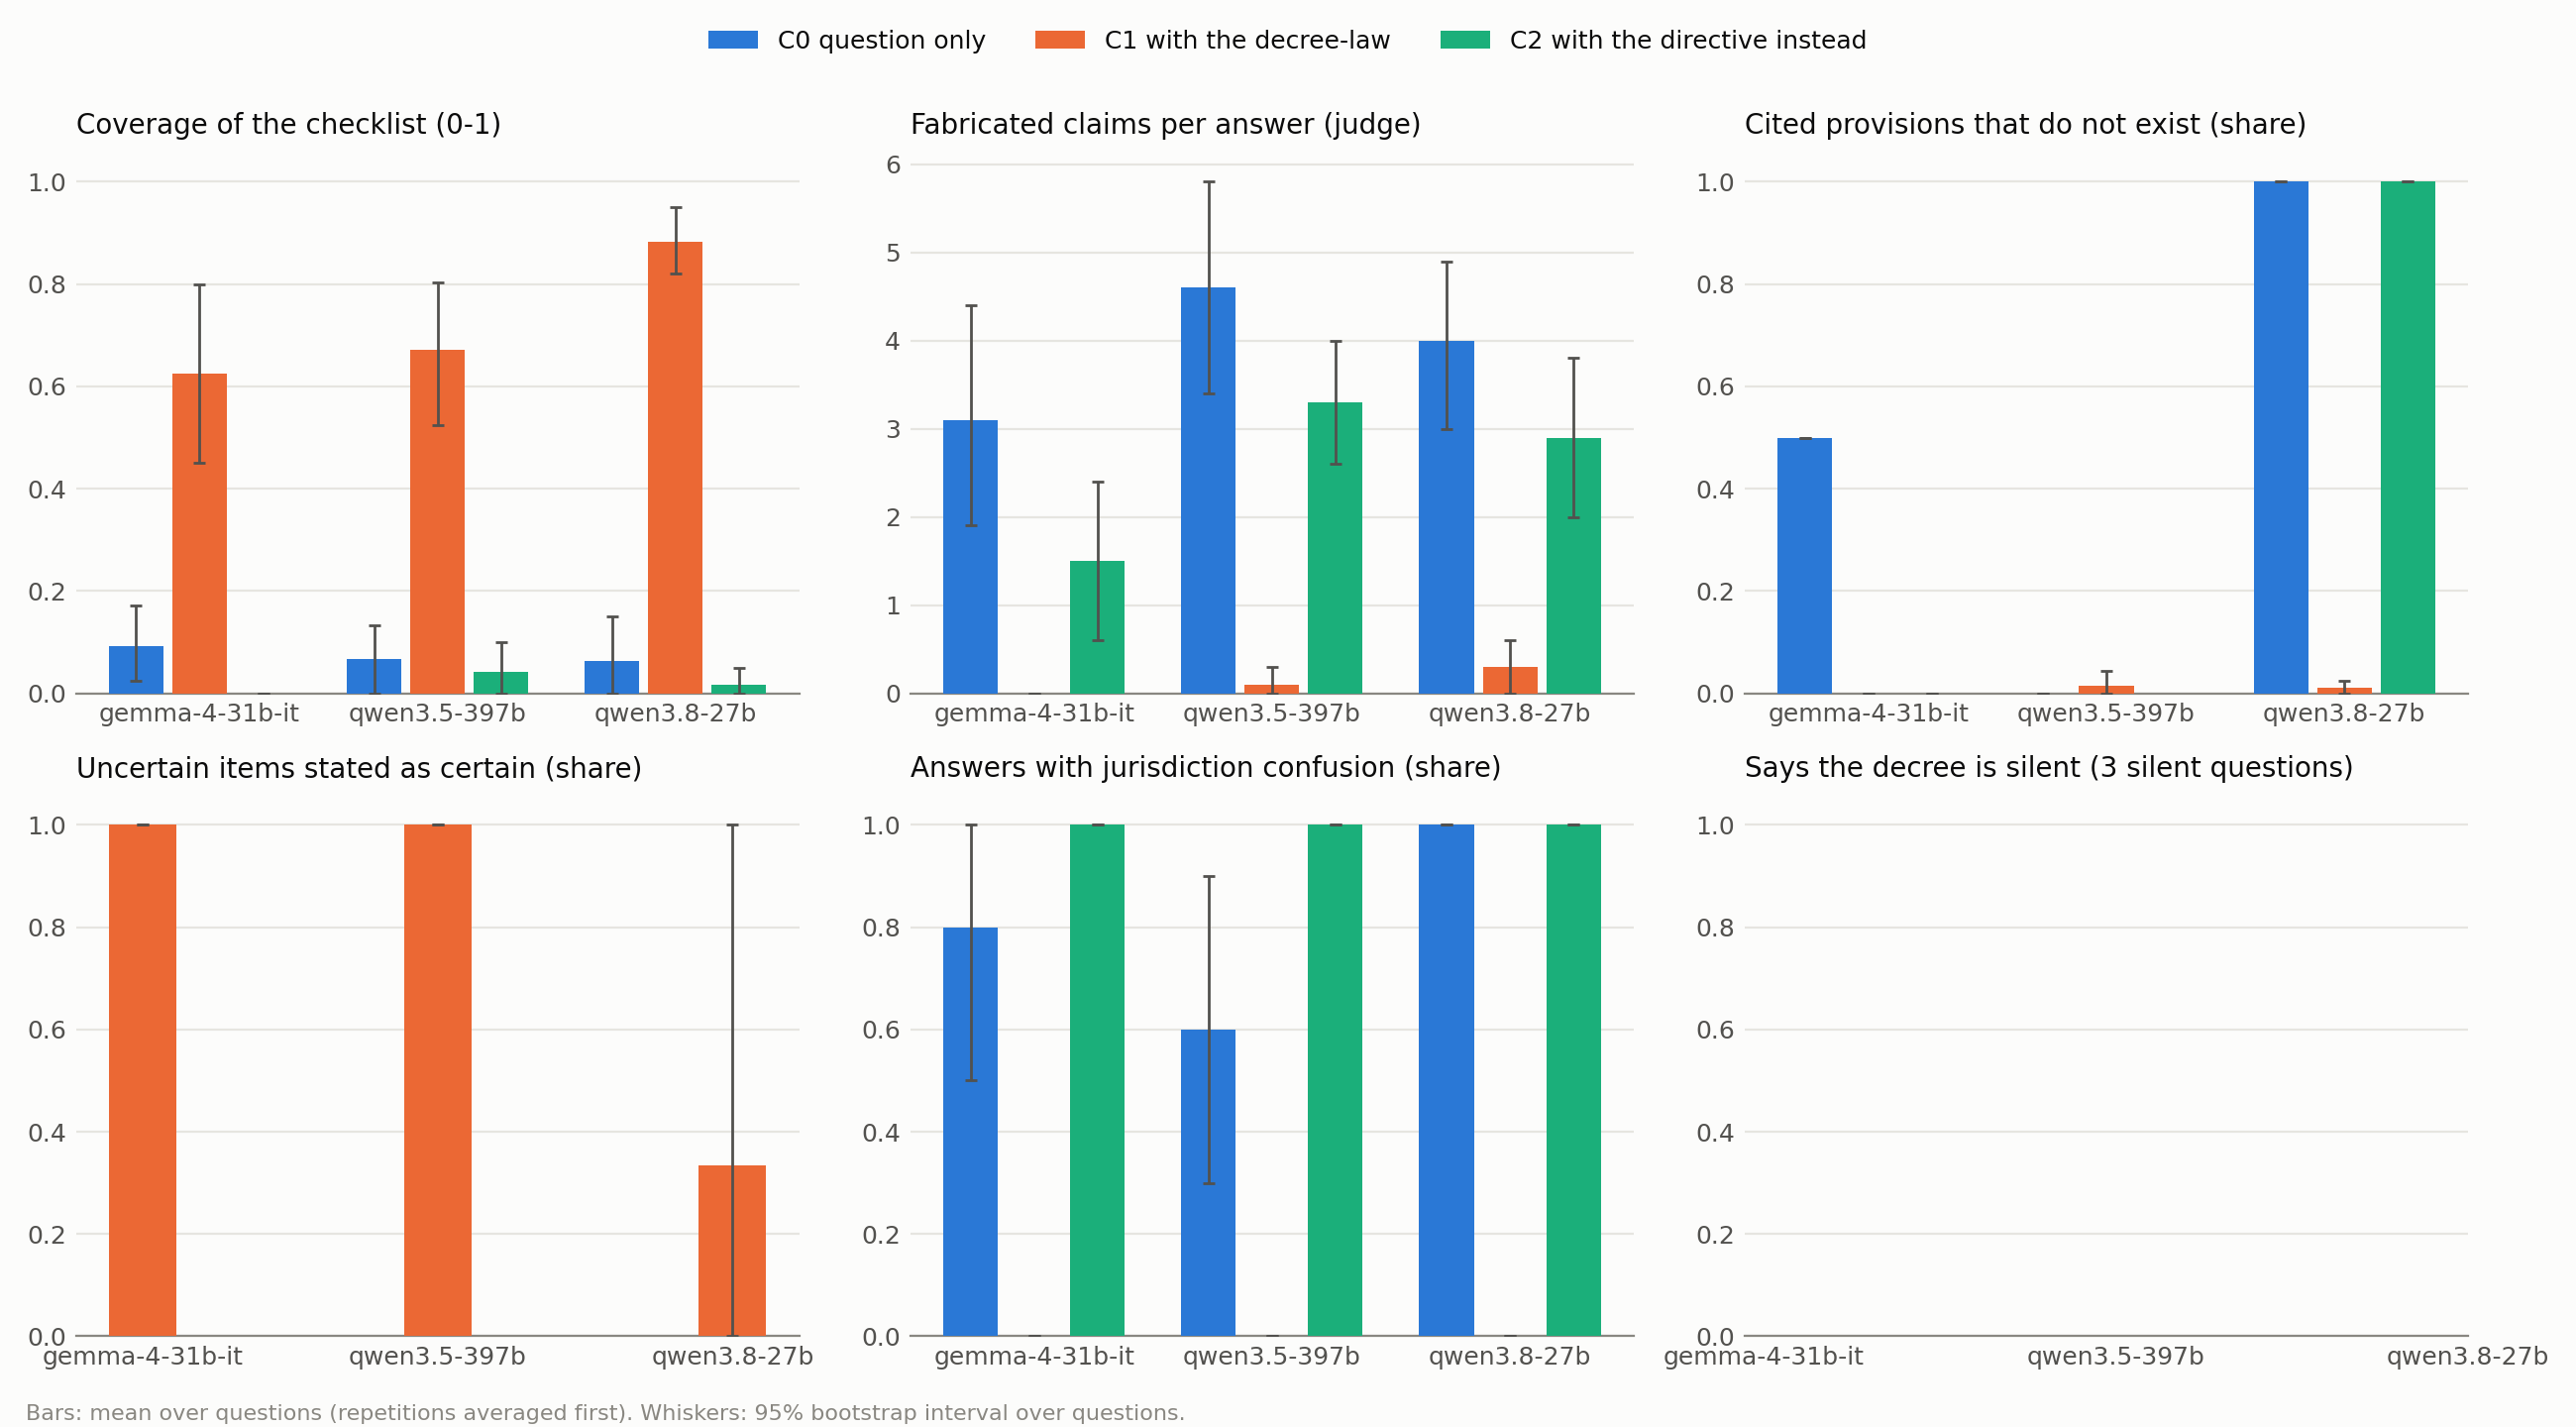 C0 question only
C1 with the decree-law
C2 with the directive instead
Coverage of the checklist (0-1)
1.0
0.8
0.6
0.4
0.2
0.0
gemma-4-31b-it
qwen3.5-397b
qwen3.8-27b
Fabricated claims per answer (judge)
6
5
4
3
2
1
0
gemma-4-31b-it
qwen3.5-397b
qwen3.8-27b
Cited provisions that do not exist (share)
1.0
0.8
0.6
0.4
0.2
0.0
gemma-4-31b-it
qwen3.5-397b
qwen3.8-27b
Uncertain items stated as certain (share)
1.0
0.8
0.6
0.4
0.2
0.0
gemma-4-31b-it
qwen3.5-397b
qwen3.8-27b
Answers with jurisdiction confusion (share)
1.0
0.8
0.6
0.4
0.2
0.0
gemma-4-31b-it
qwen3.5-397b
qwen3.8-27b
Says the decree is silent (3 silent questions)
1.0
0.8
0.6
0.4
0.2
0.0
gemma-4-31b-it
qwen3.5-397b
qwen3.8-27b
Bars: mean over questions (repetitions averaged first). Whiskers: 95% bootstrap interval over questions.